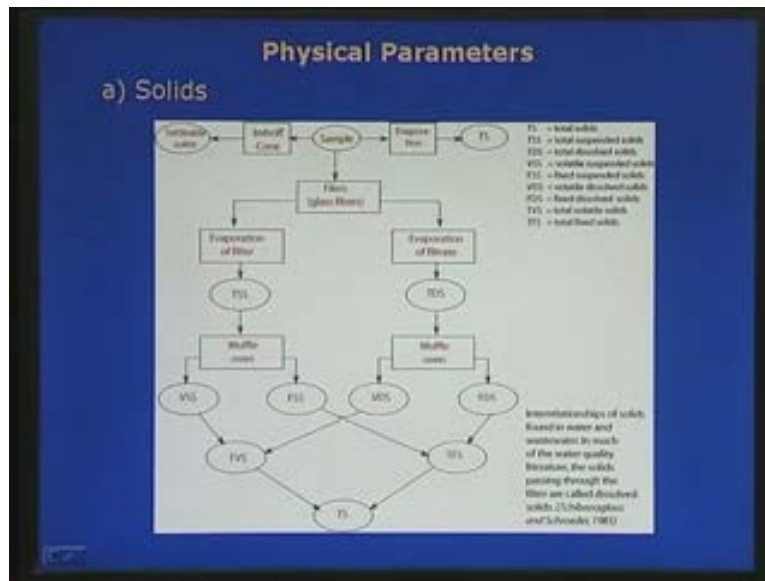 Physical Parameters
a) Solids
Settleable solids
Imhoff Cone
Sample
Evaporation
TS
Filters (glass fibers)
Evaporation of filter
Evaporation of filtrate
TSS
TDS
Muffle oven
Muffle oven
VSS
FSS
VDS
FDS
TVS
TFS
TS
TS = total solids
TSS = total suspended solids
TDS = total dissolved solids
VSS = volatile suspended solids
FSS = fixed suspended solids
VDS = volatile dissolved solids
FDS = fixed dissolved solids
TVS = total volatile solids
TFS = total fixed solids
Interrelationships of solids
found in water and
wastewater. In much
of the water quality
literature, the solids
passing through the
filter are called dissolved
solids.
and Schroeder,